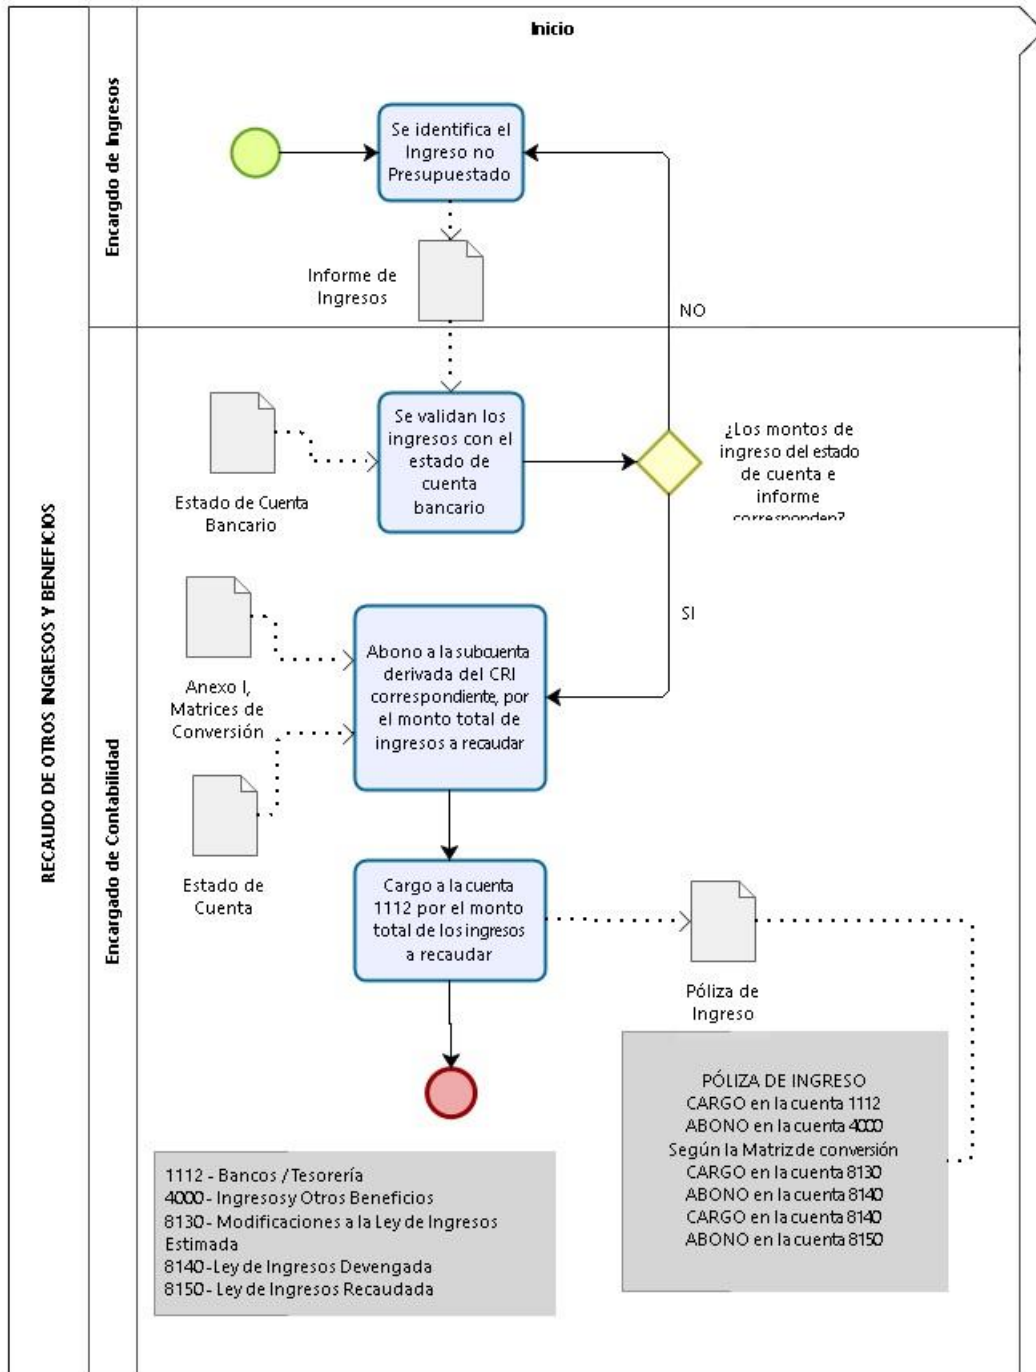 Inicio
RECAUDO DE OTROS INGRESOS Y BENEFICIOS
Encargdo de Ingresos
Se identifica el
Ingreso no
Presupuestado
Informe de
Ingresos
NO
Encargado de Contabilidad
Estado de Cuenta
Bancario
Se validan los
ingresos con el
estado de
cuenta
bancario
¿Los montos de
ingreso del estado
de cuenta e
informe
corresponden?
SI
Anexo I,
Matrices de
Conversión
Abono a la subcuenta
derivada del CRI
correspondiente, por
el monto total de
ingresos a recaudar
Estado de
Cuenta
Cargo a la cuenta
1112 por el monto
total de los ingresos
a recaudar
Póliza de
Ingreso
PÓLIZA DE INGRESO
CARGO en la cuenta 1112
ABONO en la cuenta 4000
Según la Matriz de conversión
CARGO en la cuenta 8130
ABONO en la cuenta 8140
CARGO en la cuenta 8140
ABONO en la cuenta 8150
1112 - Bancos / Tesorería
4000 - Ingresos y Otros Beneficios
8130 - Modificaciones a la Ley de Ingresos
Estimada
8140 -Ley de Ingresos Devengada
8150 - Ley de Ingresos Recaudada